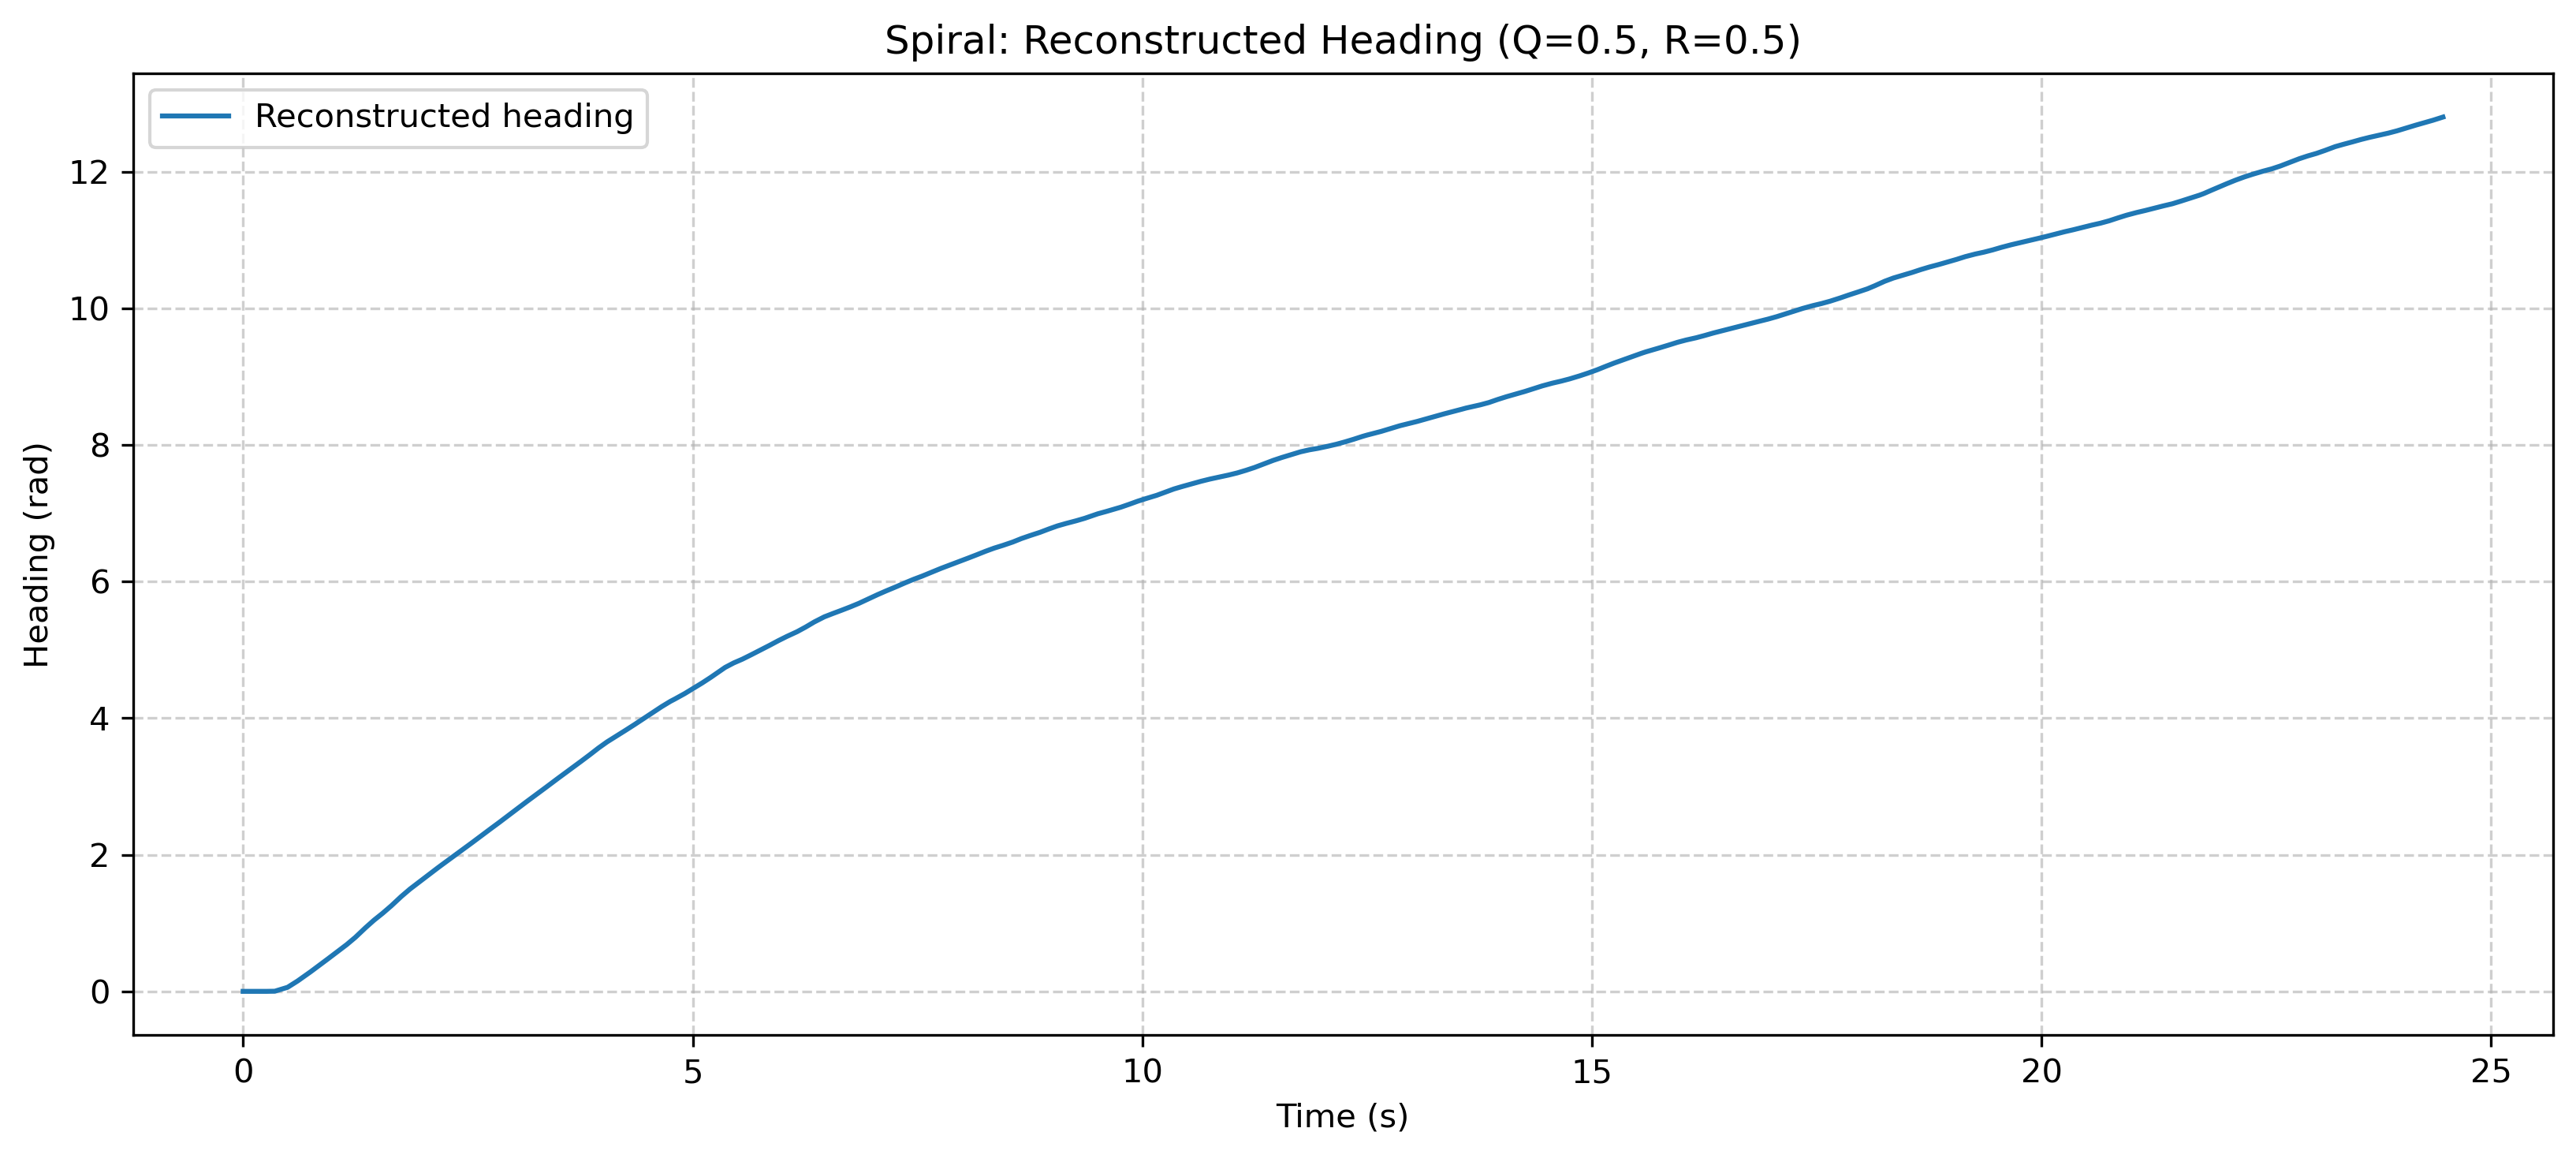 Spiral: Reconstructed Heading (Q=0.5, R=0.5)
Reconstructed heading
12
10
8
6
4
2
0
Heading (rad)
0 5 10 15 20 25
Time (s)